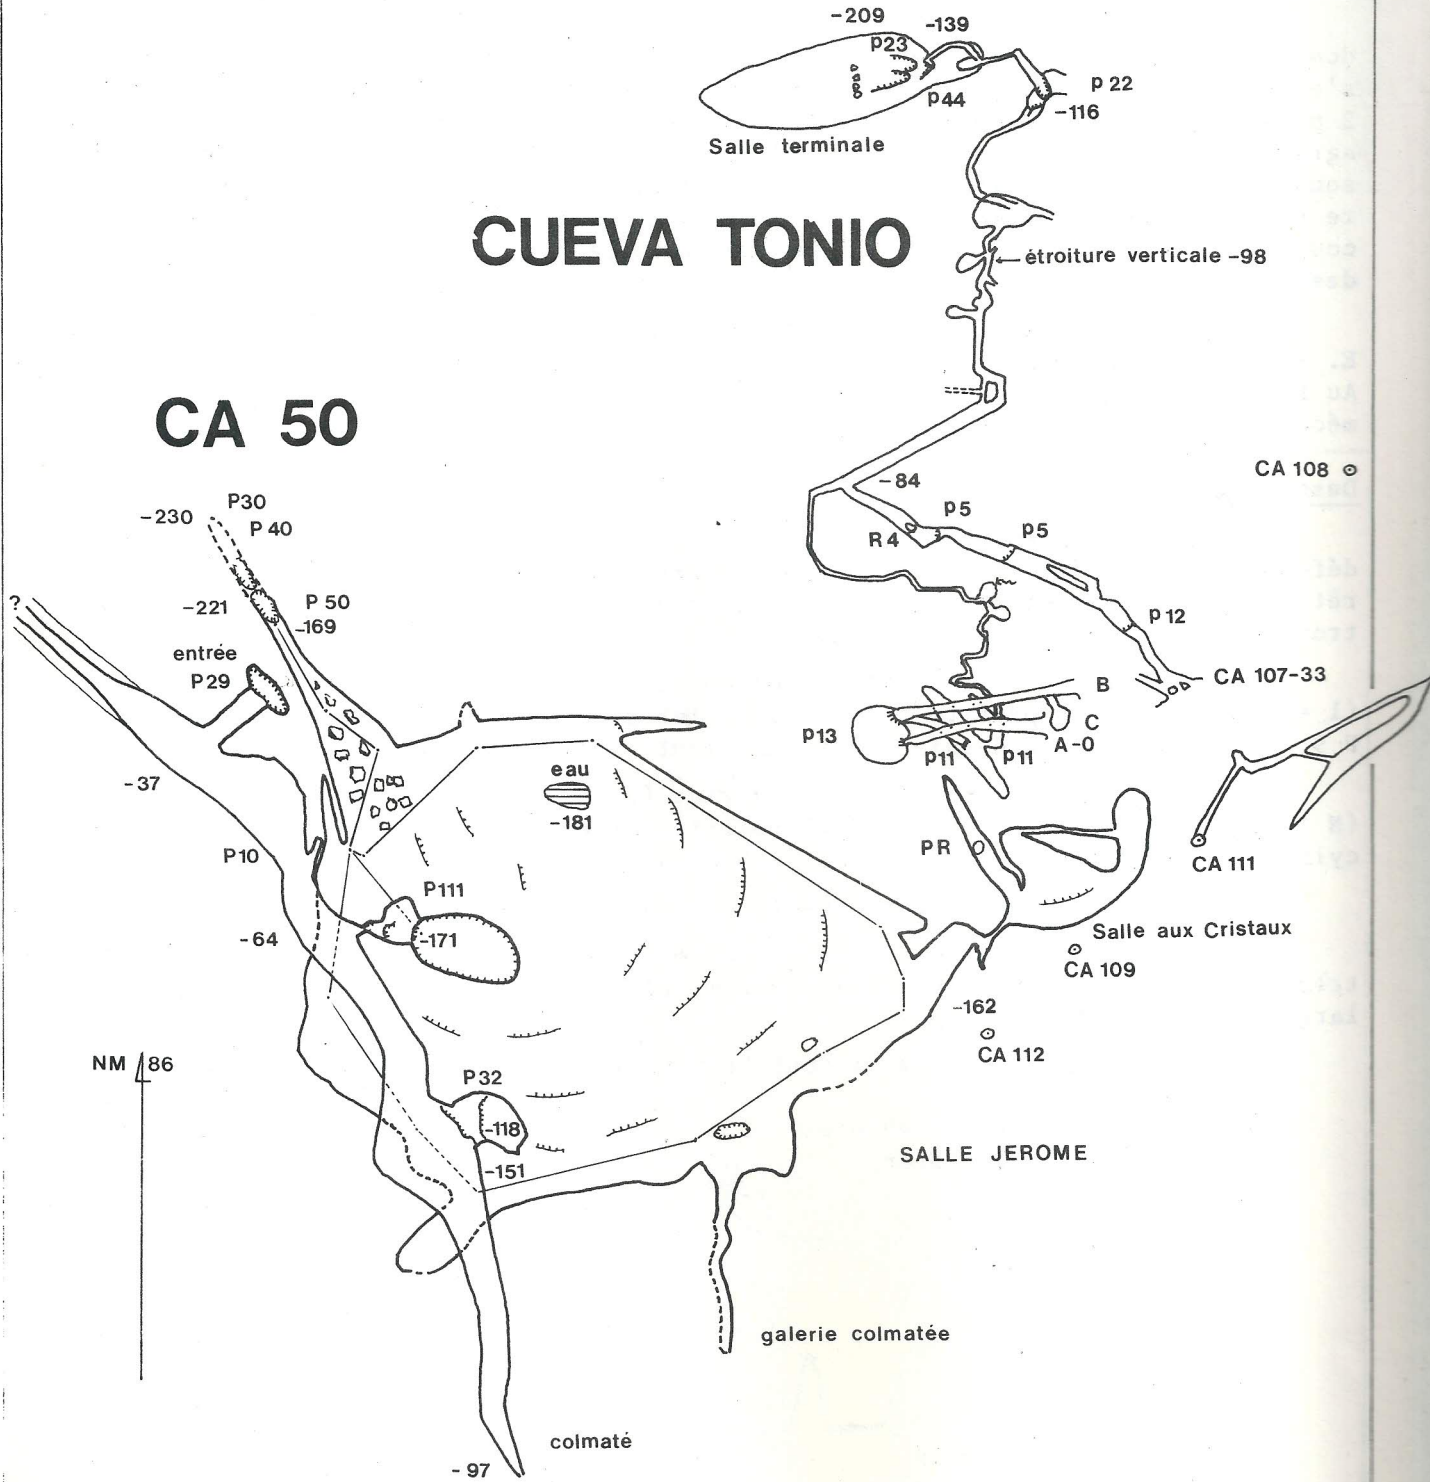 -209
-139
P23
P 22
P44
-116
Salle terminale
CUEVA TONIO
étroiture verticale -98
CA 50
CA 108
-84
P30
P 40
-230
P5
R4
P5
?
-221
P 50
-169
P12
entrée
P29
CA 107-33
B
C
A-0
P13
P11
P11
-37
eau
-181
PR
CA 111
P10
P111
-171
-64
Salle aux Cristaux
CA 109
-162
CA 112
NM 86
P32
-118
-151
SALLE JEROME
galerie colmatée
colmaté
-97